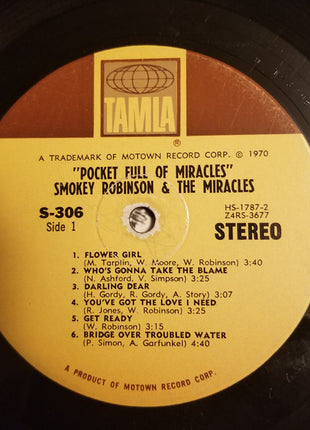 TAMLA
®
A TRADEMARK OF MOTOWN RECORD CORP. © 1970
"POCKET FULL OF MIRACLES"
SMOKEY ROBINSON & THE MIRACLES
S-306
Side 1
HS-1787-2
Z4RS-3677
STEREO
1. FLOWER GIRL
(M. Tarplin, W. Moore, W. Robinson) 3:40
2. WHO'S GONNA TAKE THE BLAME
(N. Ashford, V. Simpson) 3:25
3. DARLING DEAR
(H. Gordy, R. Gordy, A. Story) 3:07
4. YOU'VE GOT THE LOVE I NEED
(R. Jones, W. Robinson) 3:25
5. GET READY
(W. Robinson) 3:15
6. BRIDGE OVER TROUBLED WATER
(P. Simon, A. Garfunkel) 4:40
A PRODUCT OF MOTOWN RECORD CORP.